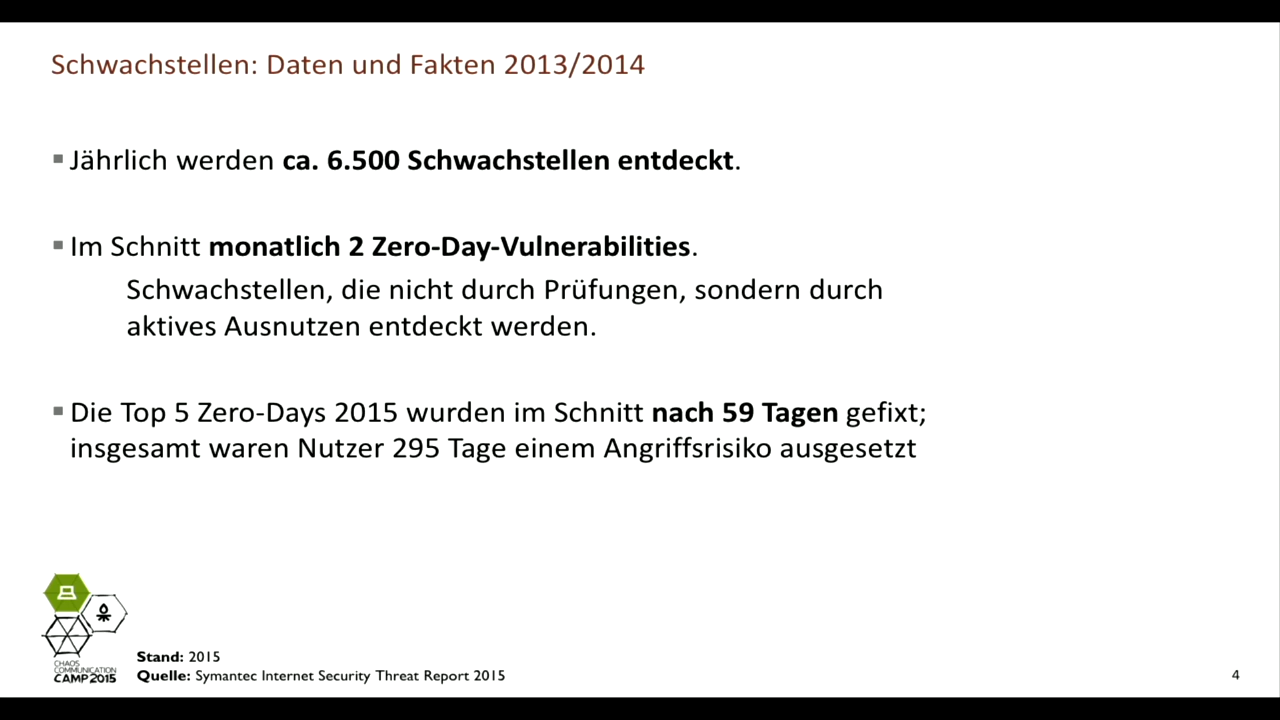 Schwachstellen: Daten und Fakten 2013/2014
Jährlich werden ca. 6.500 Schwachstellen entdeckt.
Im Schnitt monatlich 2 Zero-Day-Vulnerabilities.
Schwachstellen, die nicht durch Prüfungen, sondern durch
aktives Ausnutzen entdeckt werden.
Die Top 5 Zero-Days 2015 wurden im Schnitt nach 59 Tagen gefixt;
insgesamt waren Nutzer 295 Tage einem Angriffsrisiko ausgesetzt
CHAOS
COMMUNICATION
CAMP 2015
Stand: 2015
Quelle: Symantec Internet Security Threat Report 2015
4